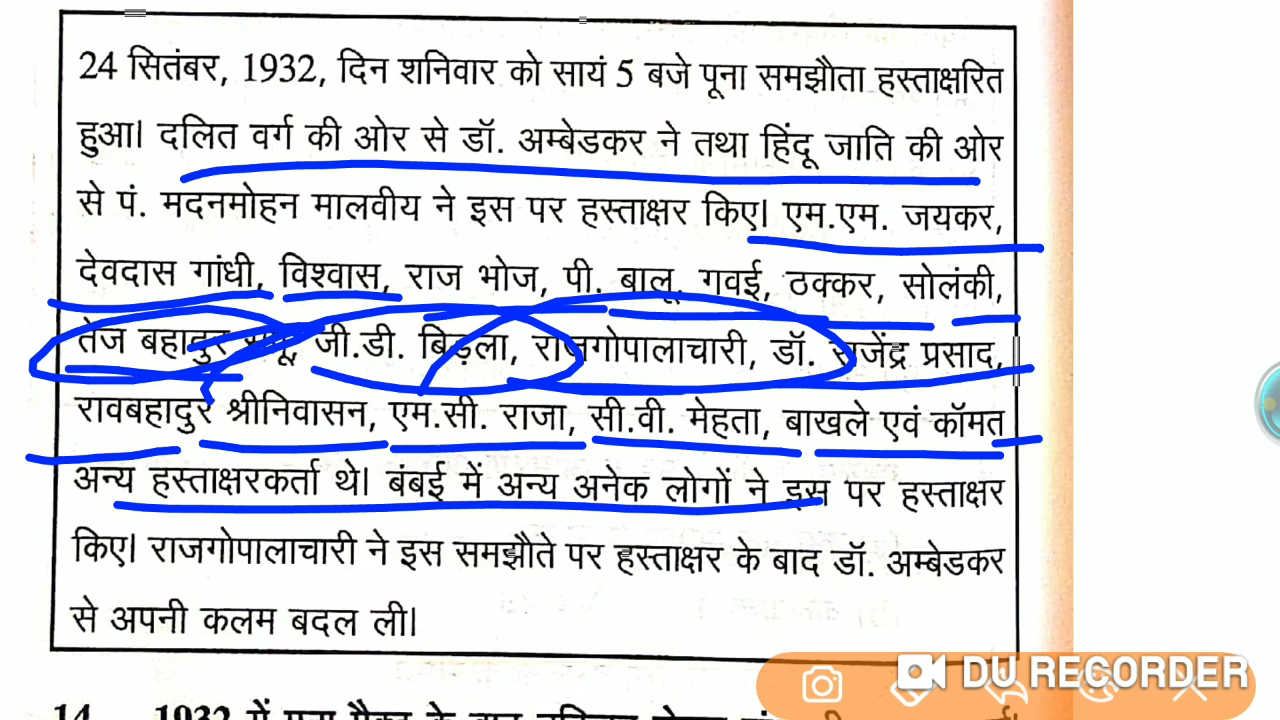 24 सितंबर, 1932, दिन शनिवार को सायं 5 बजे पूना समझौता हस्ताक्षरित
हुआ। दलित वर्ग की ओर से डॉ. अम्बेडकर ने तथा हिंदू जाति की ओर
से पं. मदनमोहन मालवीय ने इस पर हस्ताक्षर किए। एम.एम. जयकर,
देवदास गांधी, विश्वास, राज भोज, पी. बालू, गवई, ठक्कर, सोलंकी,
तेज बहादुर सप्रू, जी.डी. बिड़ला, राजगोपालाचारी, डॉ. राजेंद्र प्रसाद,
रावबहादुर श्रीनिवासन, एम.सी. राजा, सी.वी. मेहता, बाखले एवं कॉमत
अन्य हस्ताक्षरकर्ता थे। बंबई में अन्य अनेक लोगों ने इस पर हस्ताक्षर
किए। राजगोपालाचारी ने इस समझौते पर हस्ताक्षर के बाद डॉ. अम्बेडकर
से अपनी कलम बदल ली।
DU RECORDER
14. 1932 में